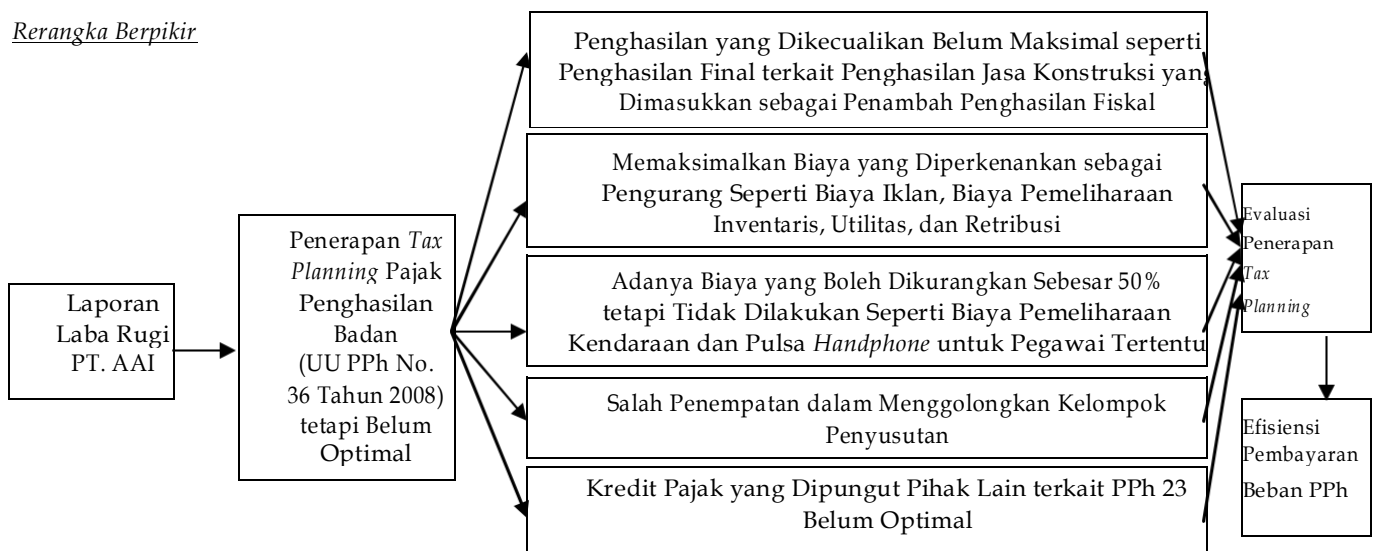 Rerangka Berpikir
Laporan
Laba Rugi
PT. AAI
Penerapan Tax
Planning Pajak
Penghasilan
Badan
(UU PPh No.
36 Tahun 2008)
tetapi Belum
Optimal
Penghasilan yang Dikecualikan Belum Maksimal seperti
Penghasilan Final terkait Penghasilan Jasa Konstruksi yang
Dimasukkan sebagai Penambah Penghasilan Fiskal
Memaksimalkan Biaya yang Diperkenankan sebagai
Pengurang Seperti Biaya Iklan, Biaya Pemeliharaan
Inventaris, Utilitas, dan Retribusi
Adanya Biaya yang Boleh Dikurangkan Sebesar 50%
tetapi Tidak Dilakukan Seperti Biaya Pemeliharaan
Kendaraan dan Pulsa Handphone untuk Pegawai Tertentu
Salah Penempatan dalam Menggolongkan Kelompok
Penyusutan
Kredit Pajak yang Dipungut Pihak Lain terkait PPh 23
Belum Optimal
Evaluasi
Penerapan
Tax
Planning
Efisiensi
Pembayaran
Beban PPh